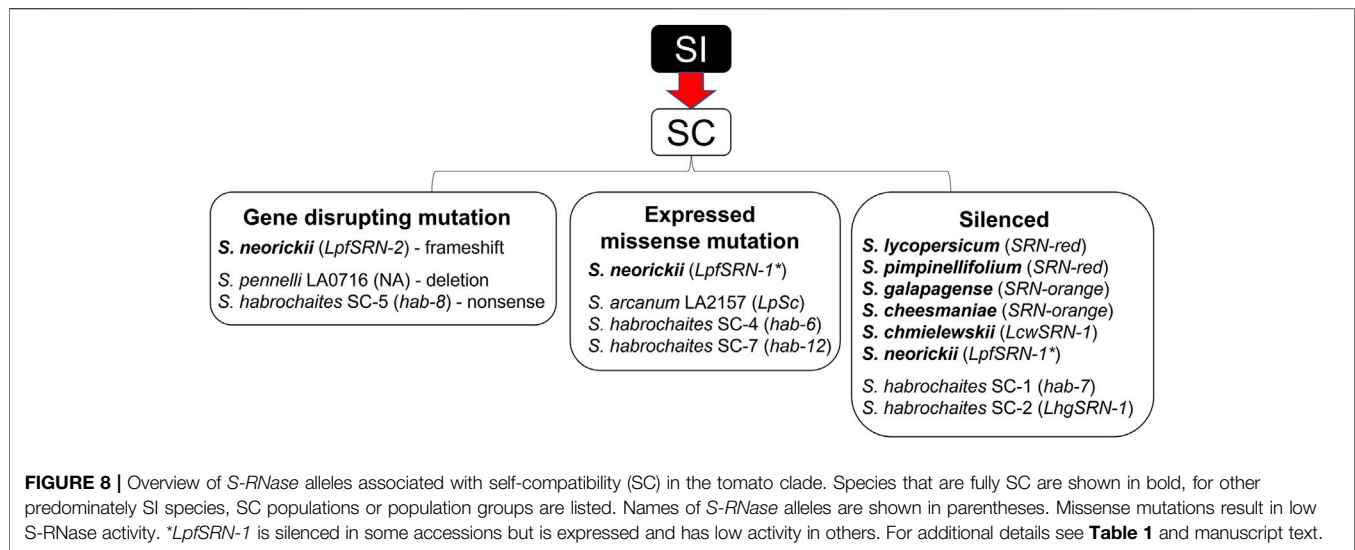 SI
SC
Gene disrupting mutation
S. neorickii (LpfSRN-2) - frameshift
S. pennelli LA0716 (NA) - deletion
S. habrochaites SC-5 (hab-8) - nonsense
Expressed
missense mutation
S. neorickii (LpfSRN-1*)
S. arcanum LA2157 (LpSc)
S. habrochaites SC-4 (hab-6)
S. habrochaites SC-7 (hab-12)
Silenced
S. lycopersicum (SRN-red)
S. pimpinellifolium (SRN-red)
S. galapagense (SRN-orange)
S. cheesmaniae (SRN-orange)
S. chmielewskii (LcwSRN-1)
S. neorickii (LpfSRN-1*)
S. habrochaites SC-1 (hab-7)
S. habrochaites SC-2 (LhgSRN-1)
FIGURE 8 | Overview of S-RNase alleles associated with self-compatibility (SC) in the tomato clade. Species that are fully SC are shown in bold, for other
predominately SI species, SC populations or population groups are listed. Names of S-RNase alleles are shown in parentheses. Missense mutations result in low
S-RNase activity. *LpfSRN-1 is silenced in some accessions but is expressed and has low activity in others. For additional details see Table 1 and manuscript text.